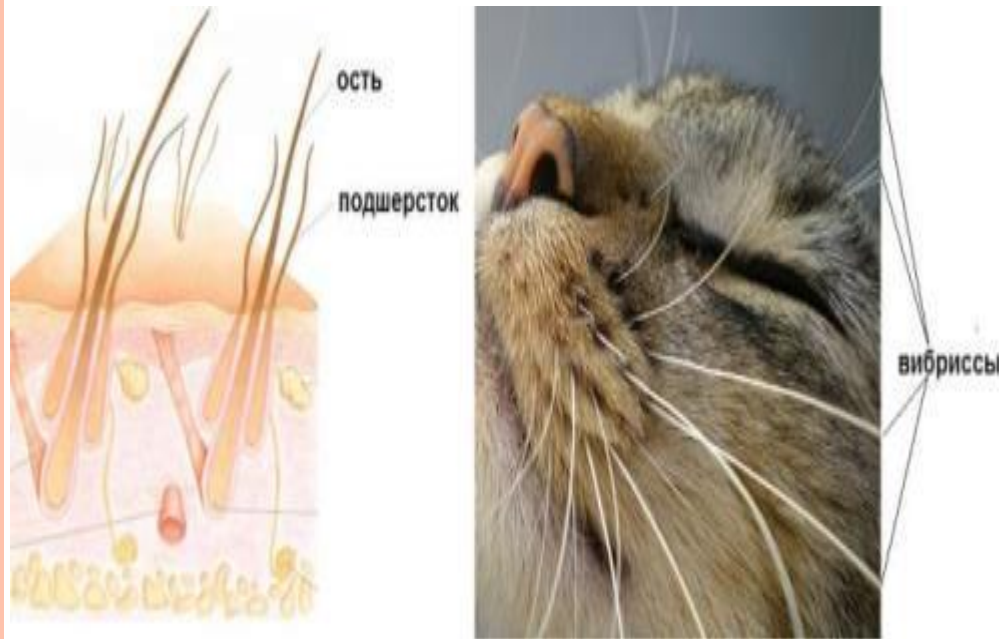 ость
подшерсток
вибриссы